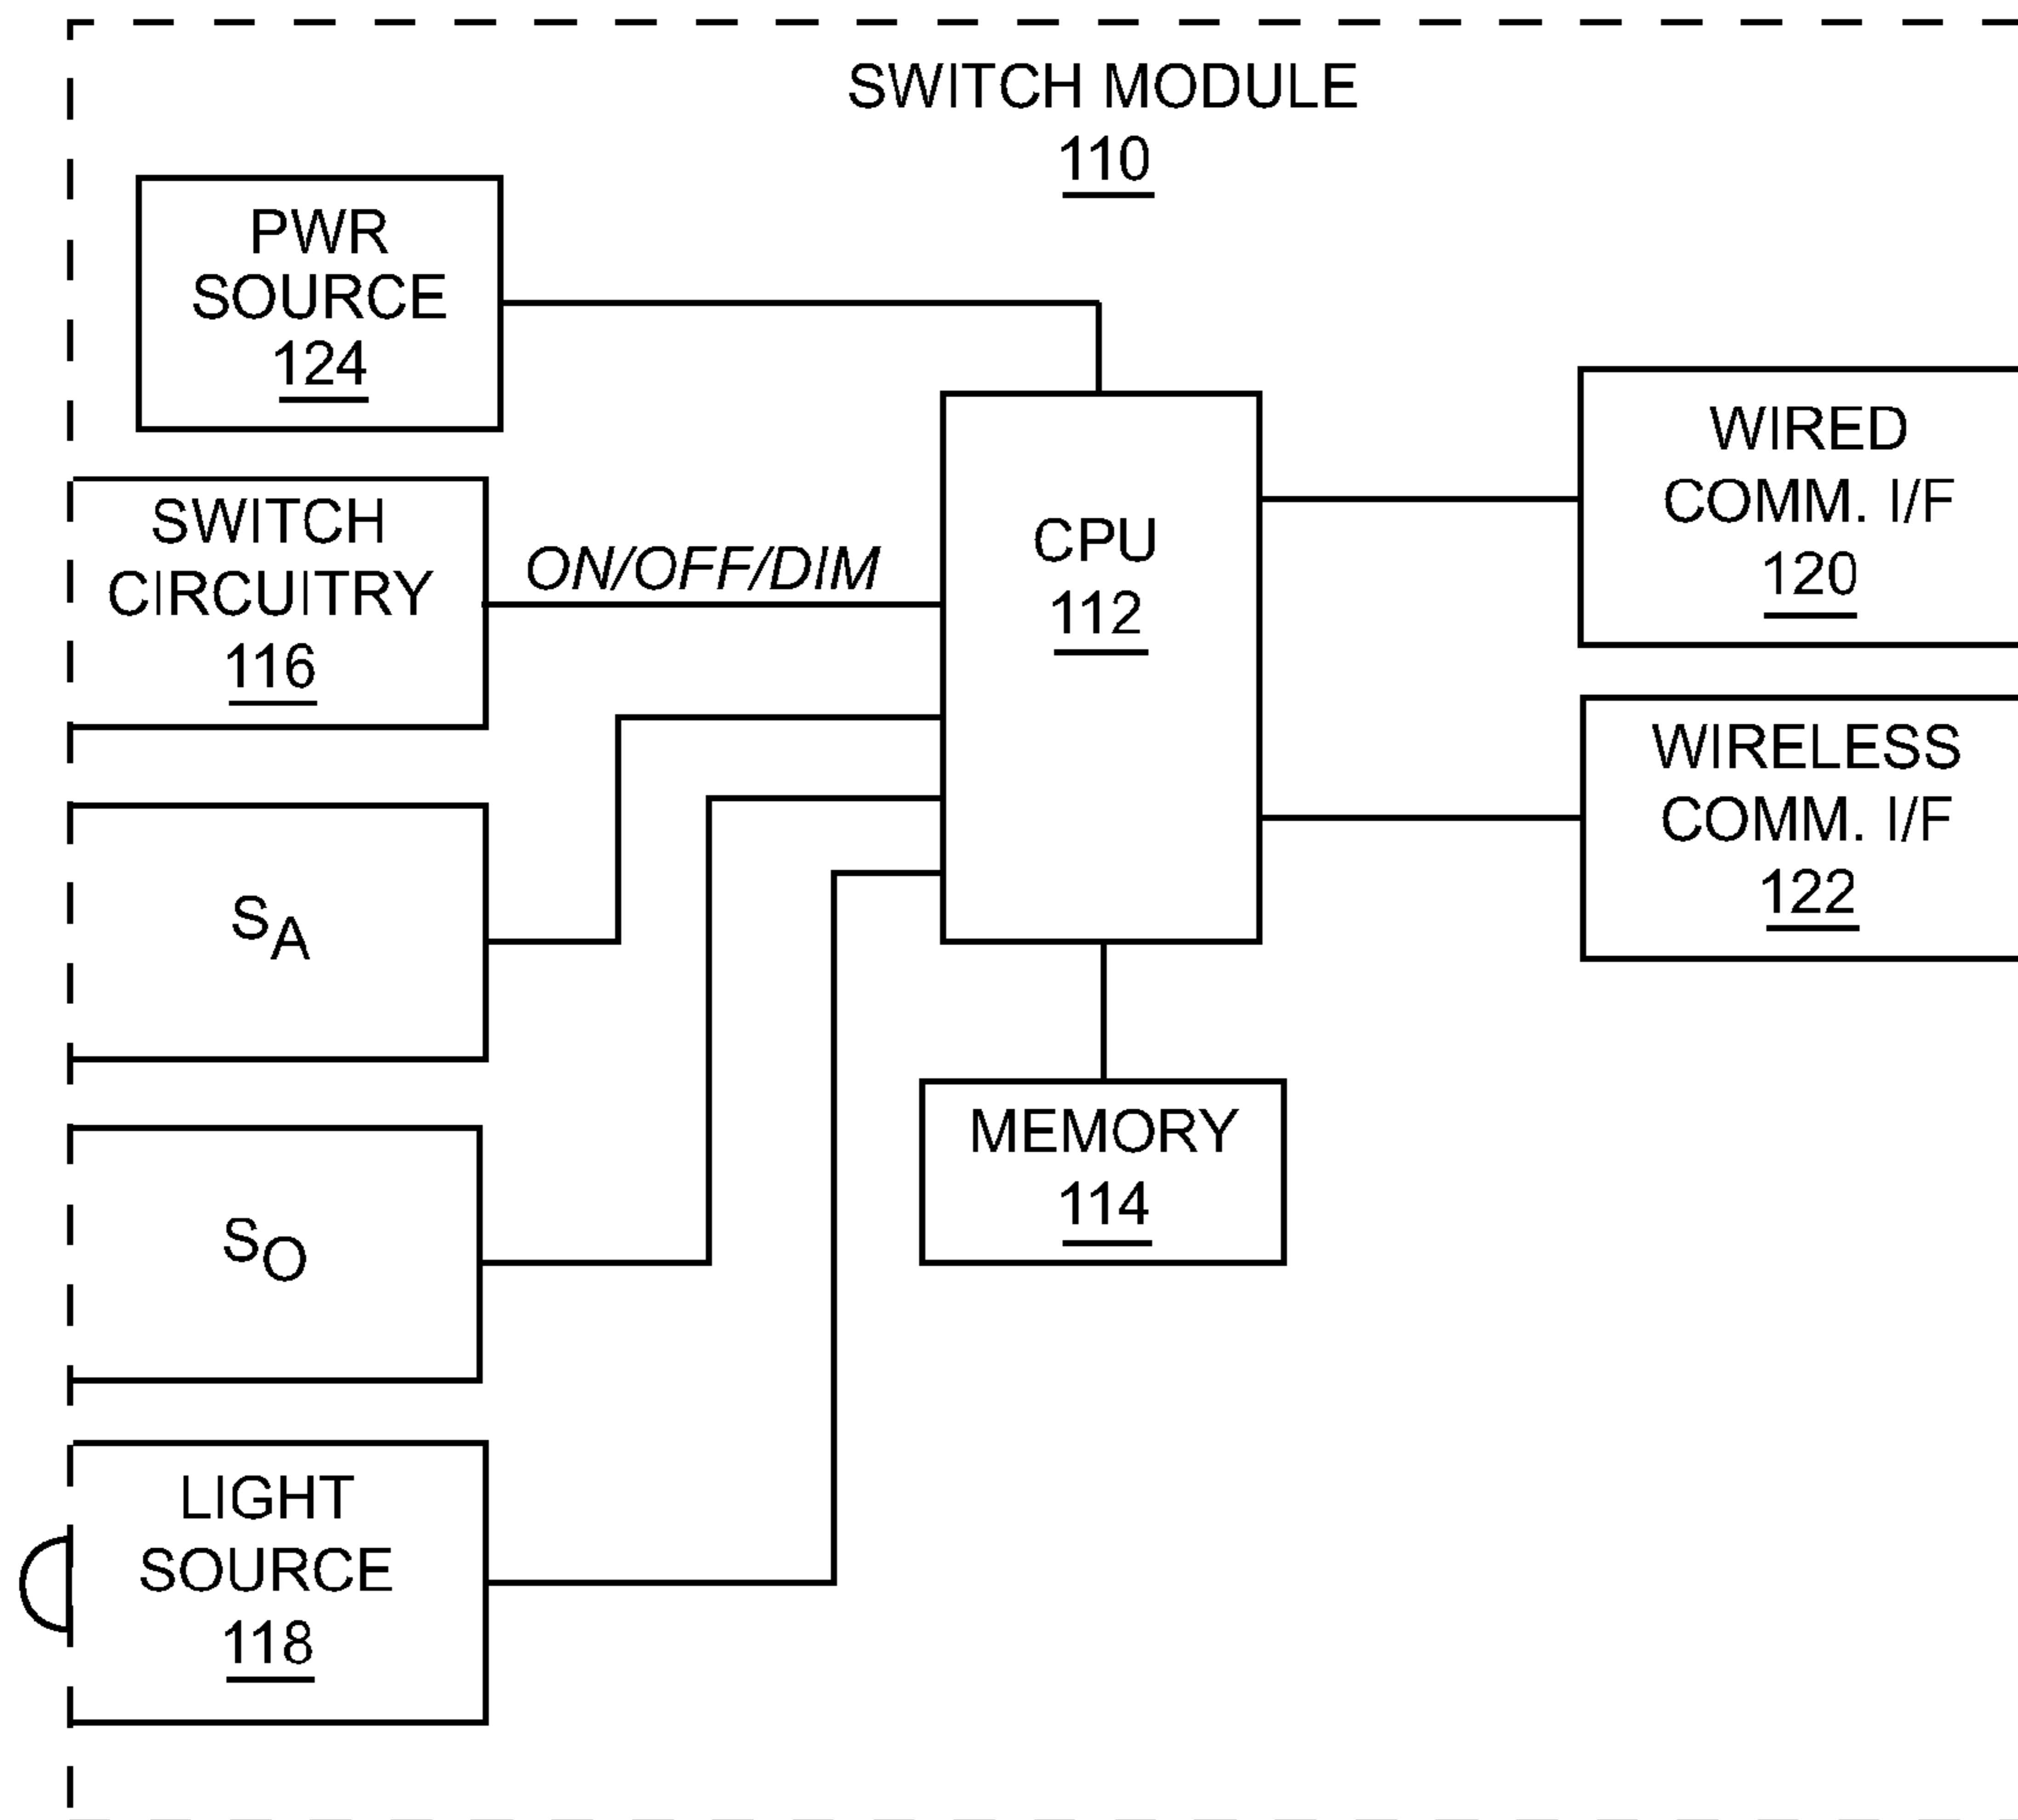 SWITCH MODULE
110
PWR
SOURCE
124
SWITCH
CIRCUITRY
116
ON/OFF/DIM
CPU
112
WIRED
COMM. I/F
120
WIRELESS
COMM. I/F
122
SA
MEMORY
114
SO
LIGHT
SOURCE
118